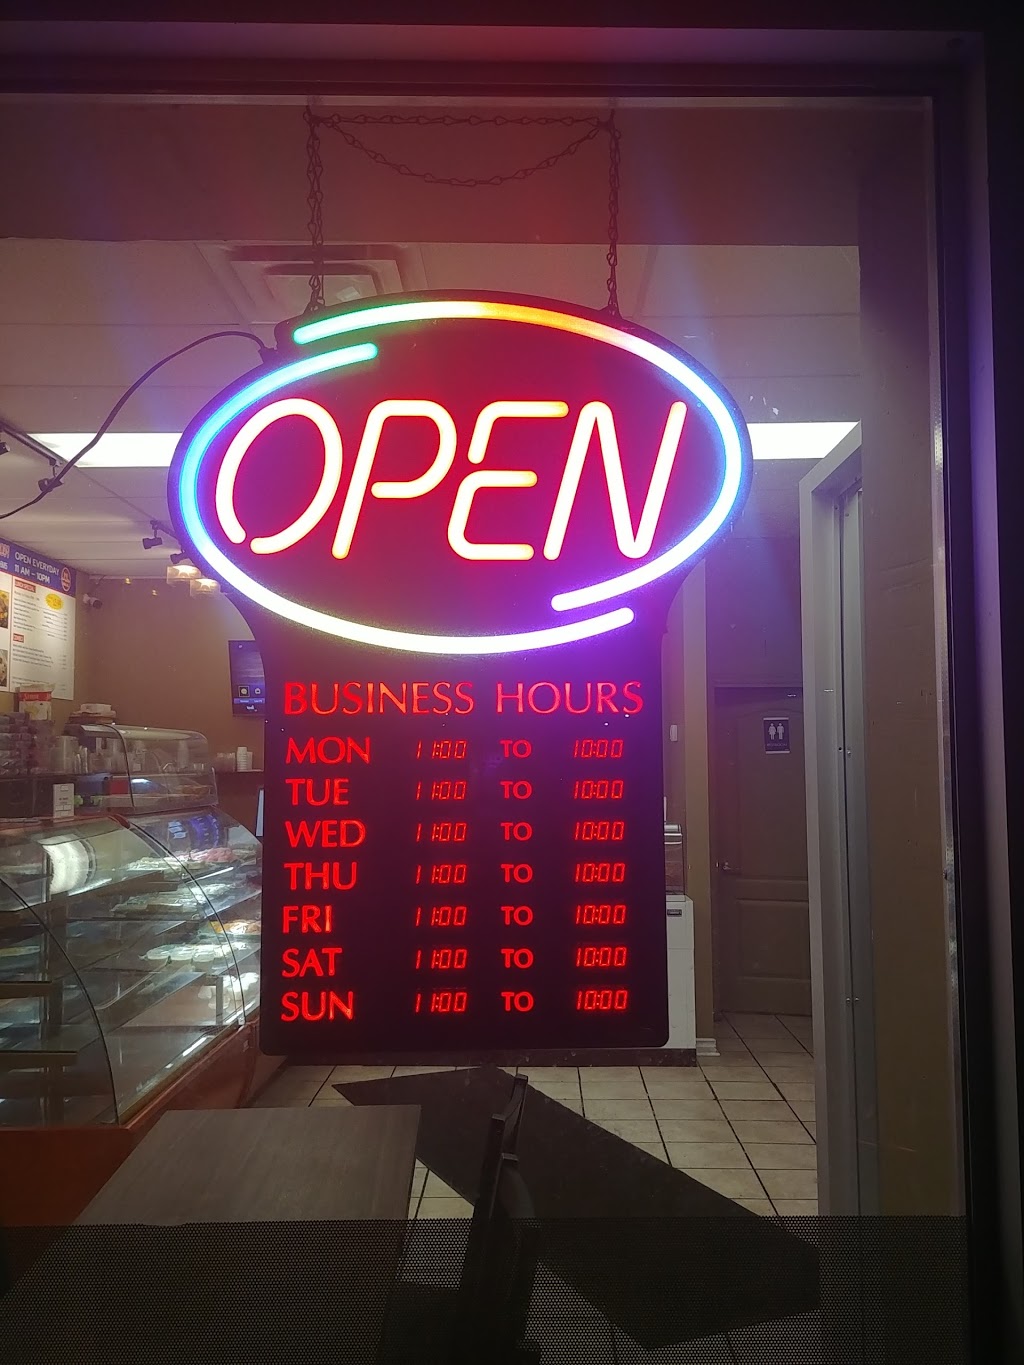 OPEN
OPEN EVERYDAY
11 AM - 10PM
BUSINESS HOURS
MON 11:00 TO 10:00
TUE 11:00 TO 10:00
WED 11:00 TO 10:00
THU 11:00 TO 10:00
FRI 11:00 TO 10:00
SAT 11:00 TO 10:00
SUN 11:00 TO 10:00